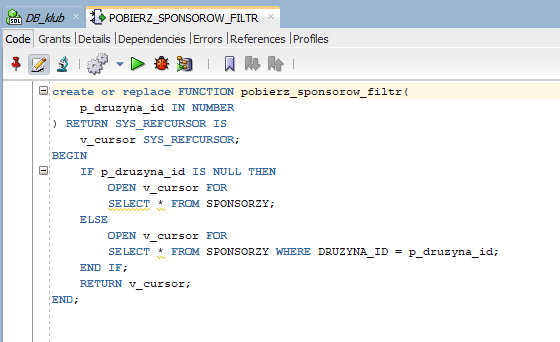 SQL DB_klub × POBIERZ_SPONSOROW_FILTR ×
Code Grants Details Dependencies Errors References Profiles
create or replace FUNCTION pobierz_sponsorow_filtr(
    p_druzyna_id IN NUMBER
) RETURN SYS_REFCURSOR IS
    v_cursor SYS_REFCURSOR;
BEGIN
    IF p_druzyna_id IS NULL THEN
        OPEN v_cursor FOR
        SELECT * FROM SPONSORZY;
    ELSE
        OPEN v_cursor FOR
        SELECT * FROM SPONSORZY WHERE DRUZYNA_ID = p_druzyna_id;
    END IF;
    RETURN v_cursor;
END;